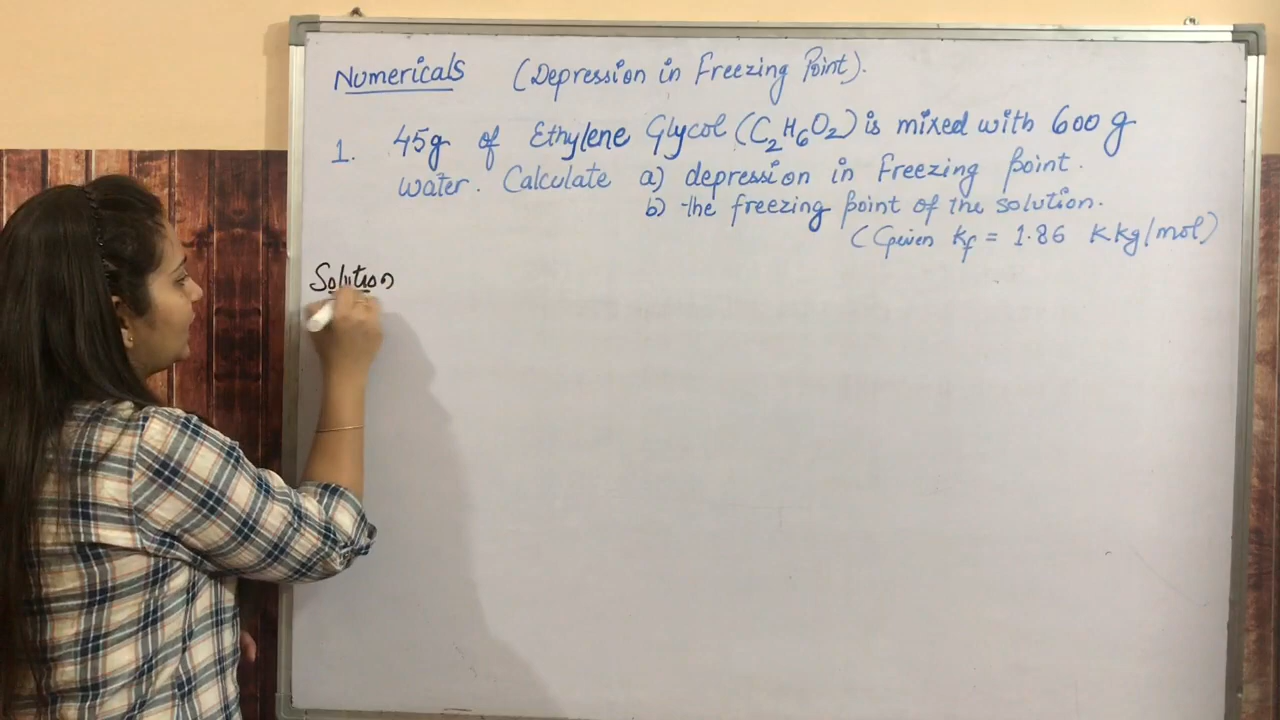 Numericals (Depression in Freezing Point).
1. 45g of Ethylene Glycol (C₂H₆O₂) is mixed with 600 g
water. Calculate a) depression in Freezing point.
b) the freezing point of the solution.
(Given Kf = 1.86 K kg/mol)
Solution